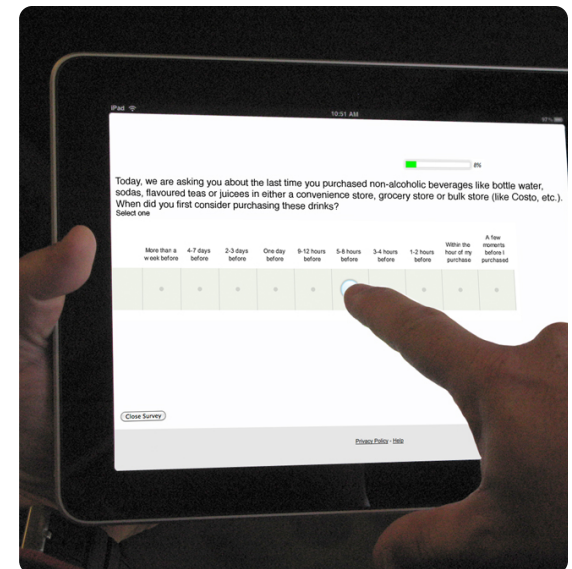 iPad
10:51 AM
97%
8%
Today, we are asking you about the last time you purchased non-alcoholic beverages like bottle water,
sodas, flavoured teas or juicees in either a convenience store, grocery store or bulk store (like Costo, etc.).
When did you first consider purchasing these drinks?
Select one
More than a week before
4-7 days before
2-3 days before
One day before
9-12 hours before
5-8 hours before
3-4 hours before
1-2 hours before
Within the hour of my purchase
A few moments before I purchased
Close Survey
Privacy Policy - Help